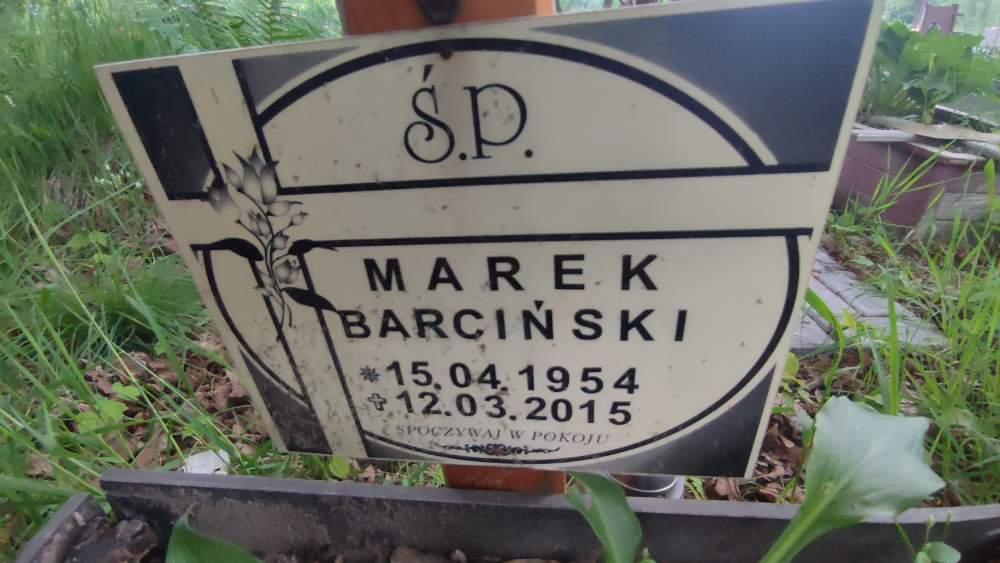 Ś.P.
MAREK
BARCIŃSKI
* 15.04.1954
✝ 12.03.2015
SPOCZYWAJ W POKOJU